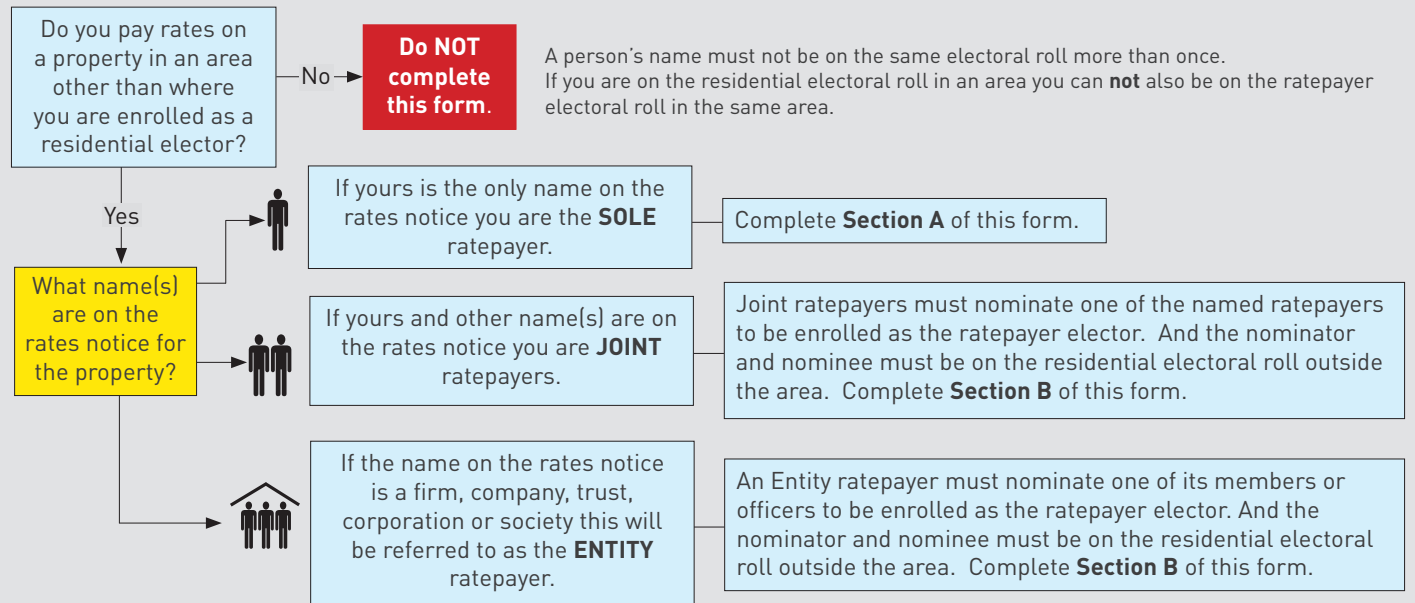 Do you pay rates on
a property in an area
other than where
you are enrolled as a
residential elector?
No
Do NOT
complete
this form.
A person's name must not be on the same electoral roll more than once.
If you are on the residential electoral roll in an area you can not also be on the ratepayer
electoral roll in the same area.
Yes
What name(s)
are on the
rates notice for
the property?
If yours is the only name on the
rates notice you are the SOLE
ratepayer.
Complete Section A of this form.
If yours and other name(s) are on
the rates notice you are JOINT
ratepayers.
Joint ratepayers must nominate one of the named ratepayers
to be enrolled as the ratepayer elector. And the nominator
and nominee must be on the residential electoral roll outside
the area. Complete Section B of this form.
If the name on the rates notice
is a firm, company, trust,
corporation or society this will
be referred to as the ENTITY
ratepayer.
An Entity ratepayer must nominate one of its members or
officers to be enrolled as the ratepayer elector. And the
nominator and nominee must be on the residential electoral
roll outside the area. Complete Section B of this form.